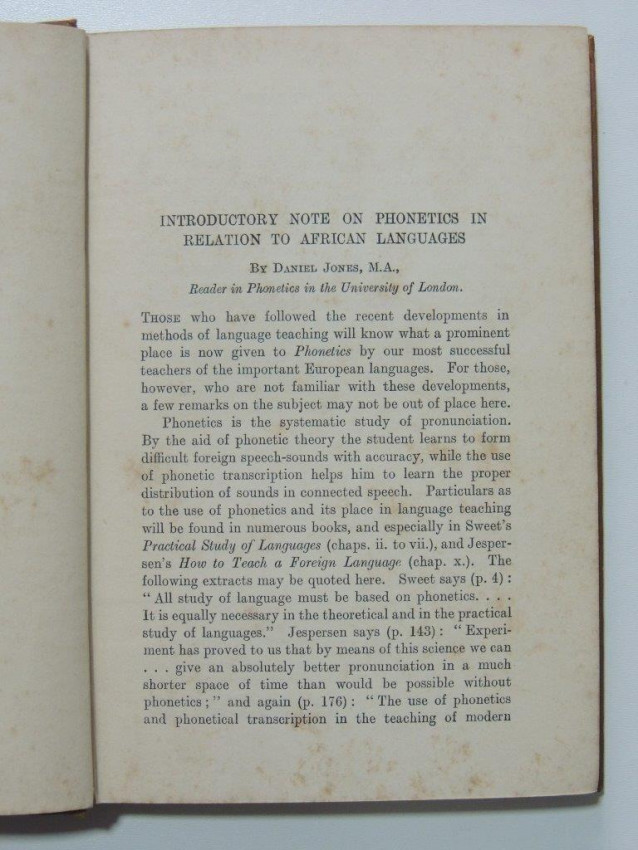 INTRODUCTORY NOTE ON PHONETICS IN
RELATION TO AFRICAN LANGUAGES
By Daniel Jones, M.A.,
Reader in Phonetics in the University of London.
Those who have followed the recent developments in
methods of language teaching will know what a prominent
place is now given to Phonetics by our most successful
teachers of the important European languages. For those,
however, who are not familiar with these developments,
a few remarks on the subject may not be out of place here.
Phonetics is the systematic study of pronunciation.
By the aid of phonetic theory the student learns to form
difficult foreign speech-sounds with accuracy, while the use
of phonetic transcription helps him to learn the proper
distribution of sounds in connected speech. Particulars as
to the use of phonetics and its place in language teaching
will be found in numerous books, and especially in Sweet's
Practical Study of Languages (chaps. ii. to vii.), and Jesper-
sen's How to Teach a Foreign Language (chap. x.). The
following extracts may be quoted here. Sweet says (p. 4) :
“ All study of language must be based on phonetics. . . .
It is equally necessary in the theoretical and in the practical
study of languages.” Jespersen says (p. 143) : “ Experi-
ment has proved to us that by means of this science we can
. . . give an absolutely better pronunciation in a much
shorter space of time than would be possible without
phonetics ; ” and again (p. 176) : “ The use of phonetics
and phonetical transcription in the teaching of modern